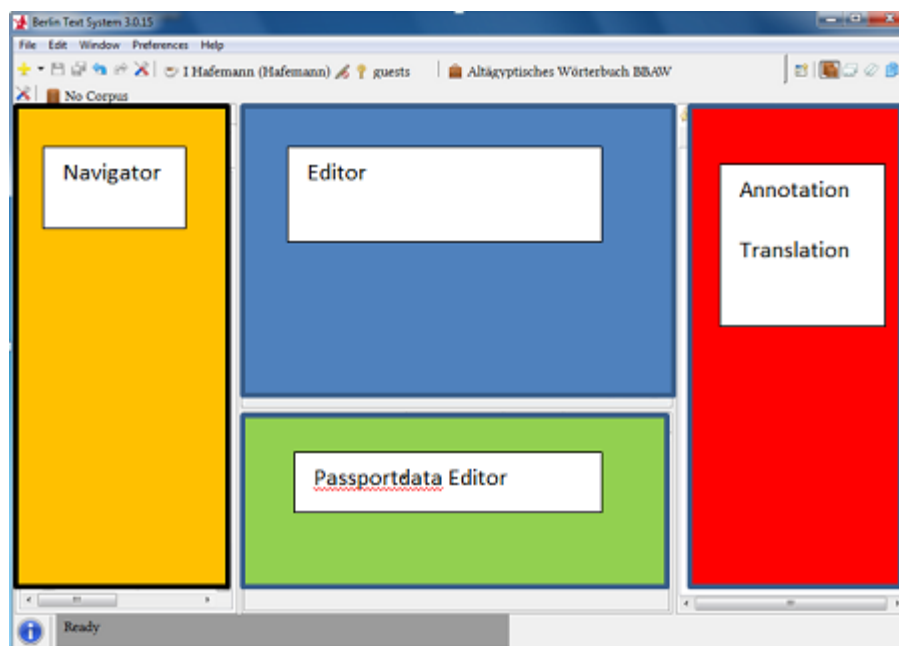 Berlin Text System 3.0.15
File Edit Window Preferences Help
I Hafemann (Hafemann) guests Altägyptisches Wörterbuch BBAW
No Corpus
Navigator
Editor
Annotation
Translation
Passportdata Editor
Ready